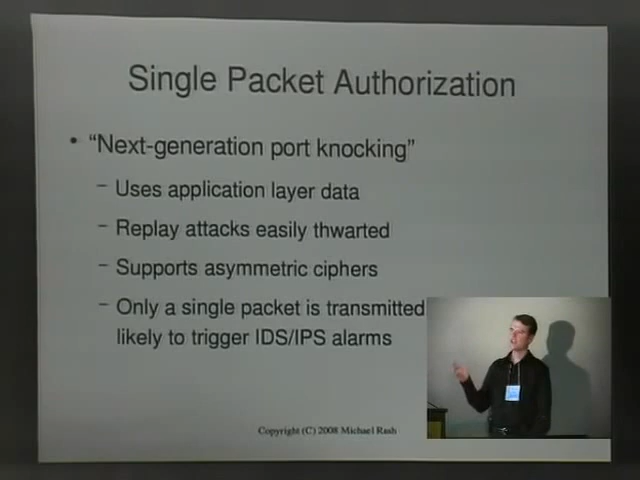 Single Packet Authorization
• "Next-generation port knocking"
– Uses application layer data
– Replay attacks easily thwarted
– Supports asymmetric ciphers
– Only a single packet is transmitted
likely to trigger IDS/IPS alarms
Copyright (C) 2008 Michael Rash